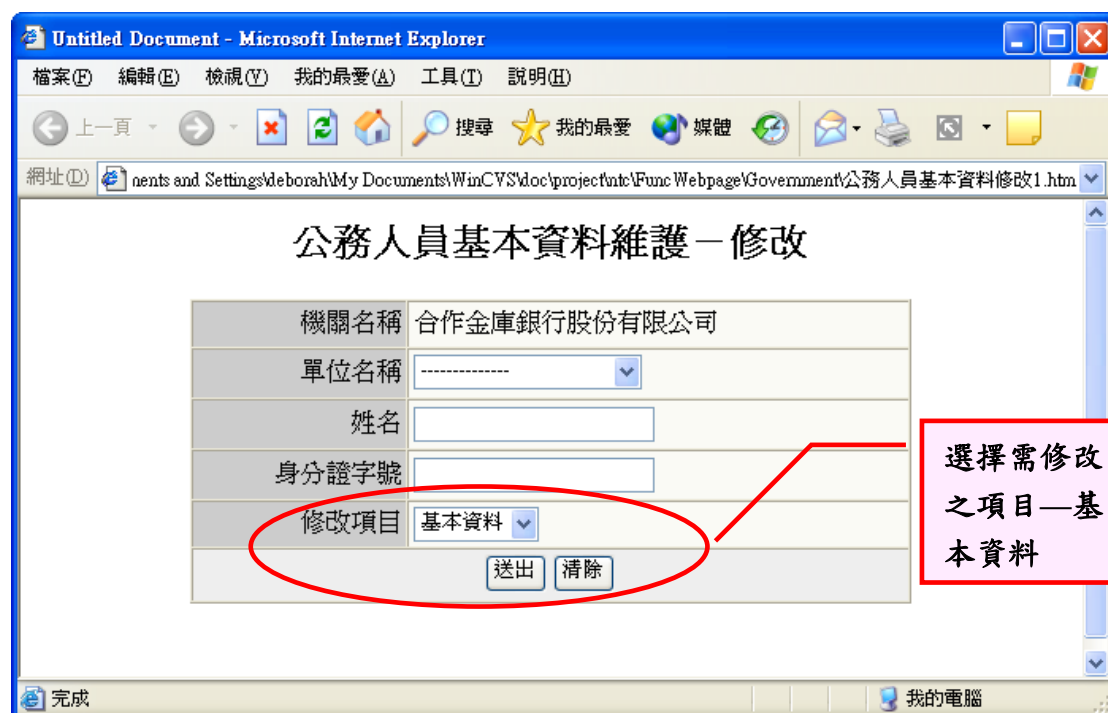 Untitled Document - Microsoft Internet Explorer
檔案(F) 編輯(E) 檢視(V) 我的最愛(A) 工具(T) 說明(H)
上一頁 搜尋 我的最愛 媒體
網址(D) ments and Settings\deborah\My Documents\WinCVS\doc\project\ntc\Func Webpage\Government\公務人員基本資料修改1.htm
公務人員基本資料維護－修改
機關名稱 合作金庫銀行股份有限公司
單位名稱 --------------
姓名
身分證字號
修改項目 基本資料
送出 清除
選擇需修改
之項目—基
本資料
完成 我的電腦